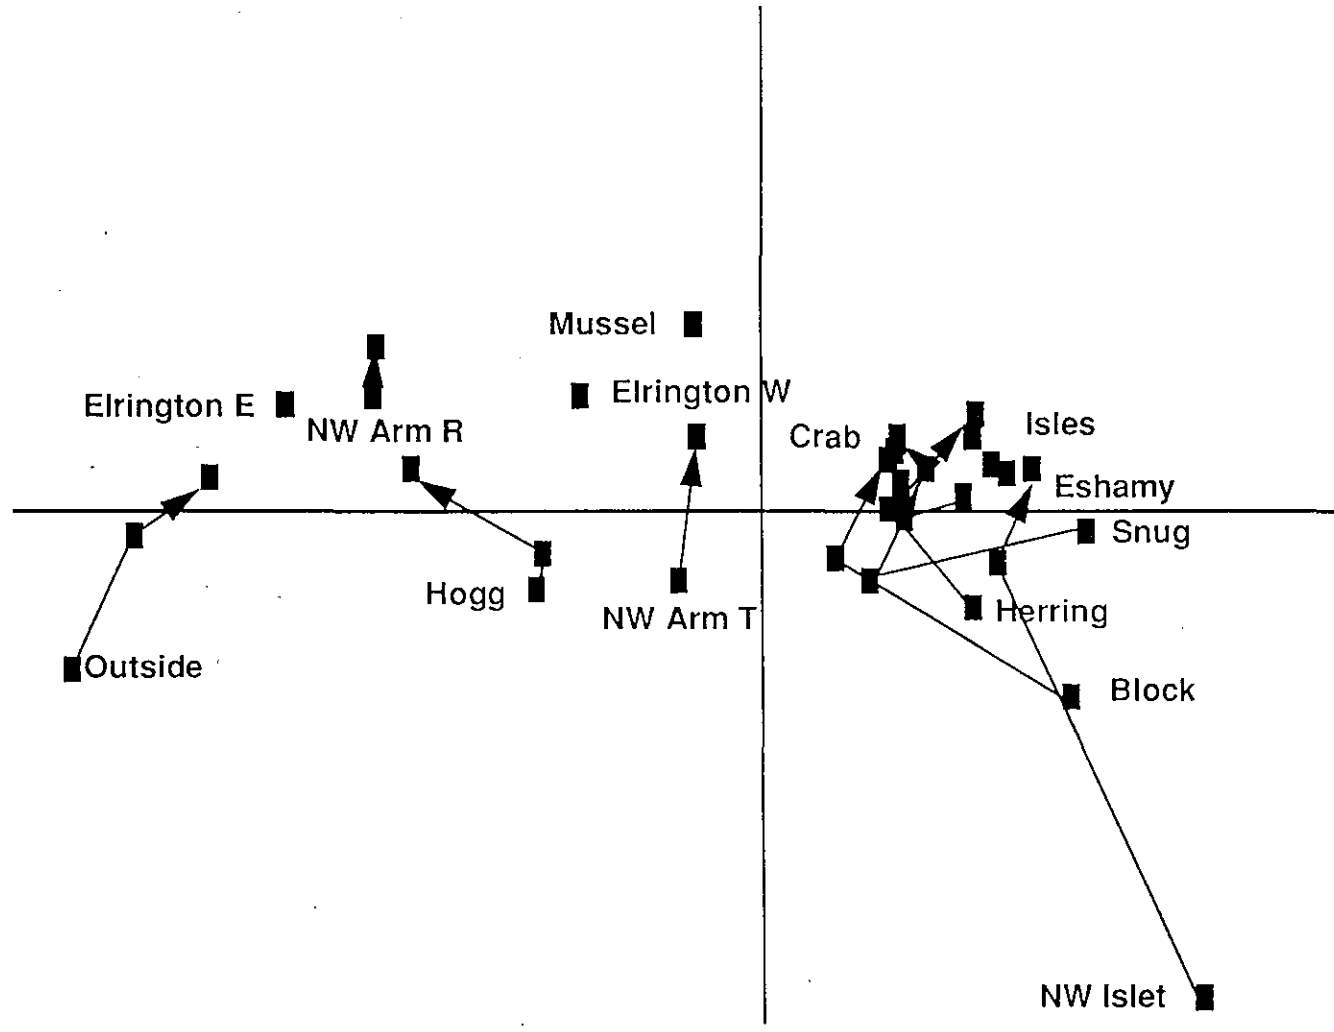 Mussel
Elrington E
Elrington W
NW Arm R
Crab
Isles
Eshamy
Snug
Hogg
NW Arm T
Herring
Outside
Block
NW Islet